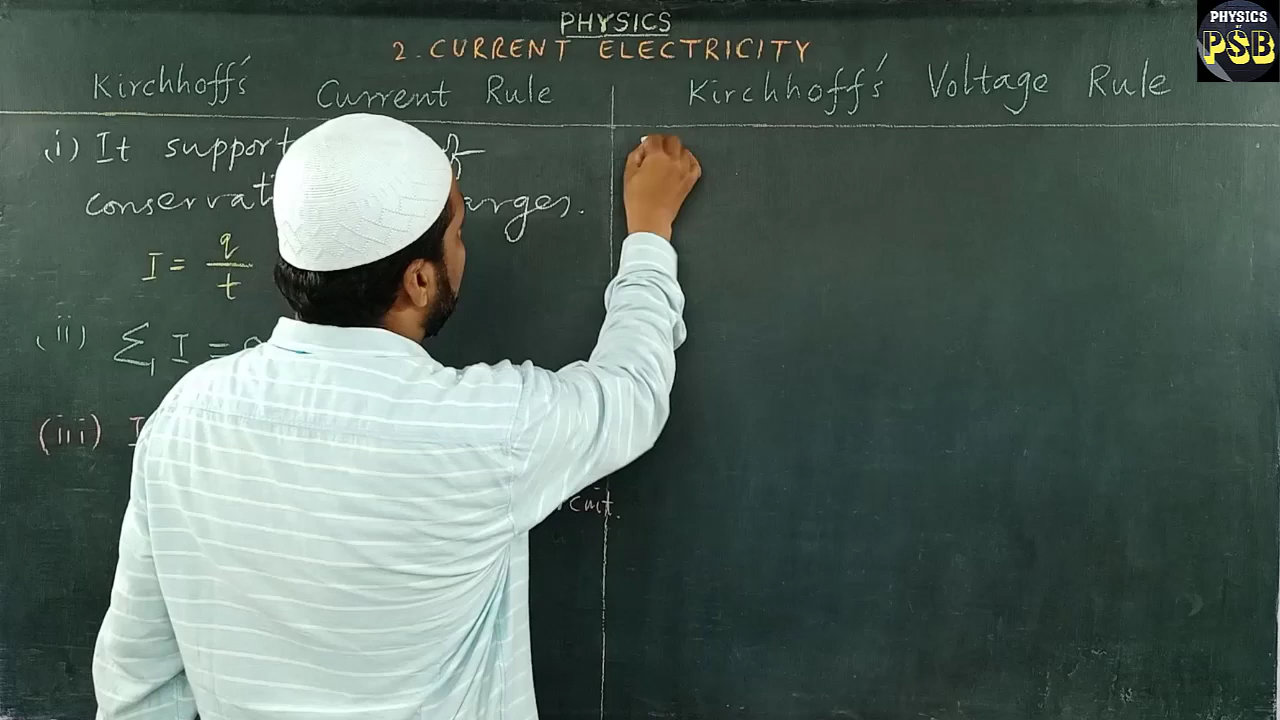 PHYSICS
2. CURRENT ELECTRICITY
Kirchhoff's Current Rule
(i) It support of
conservati arges.
I = q/t
(ii) Σ I =
(iii) I
cuit.
Kirchhoff's Voltage Rule
PHYSICS
PSB